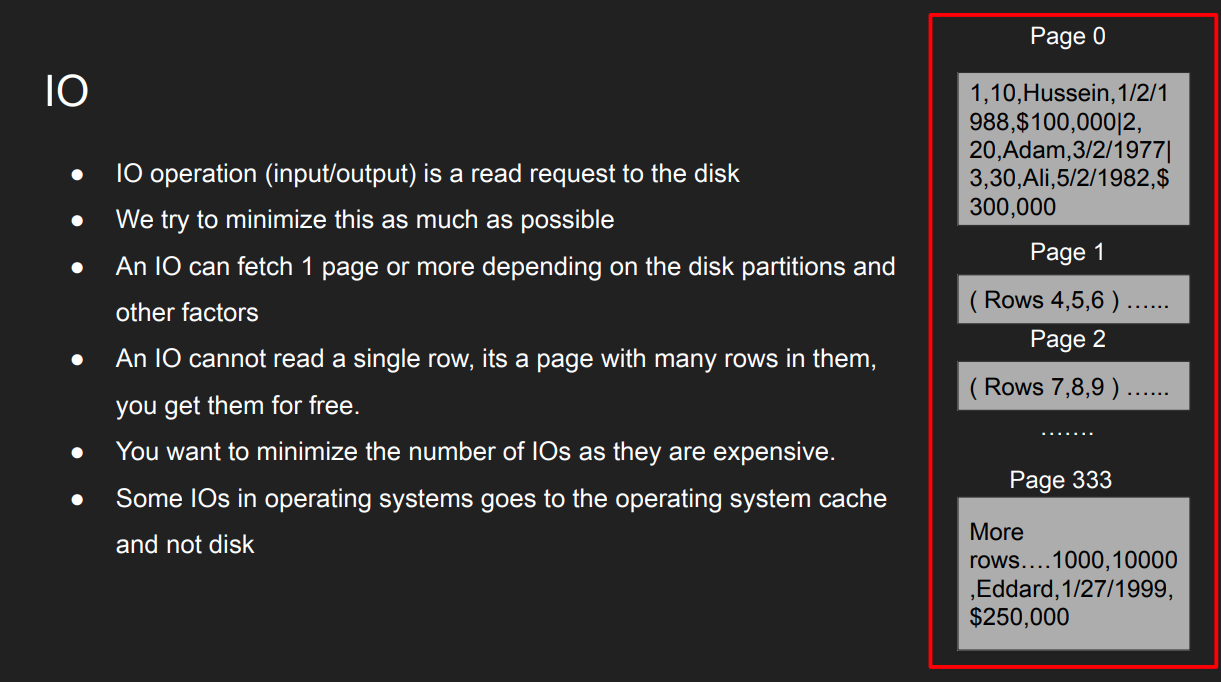 IO
● IO operation (input/output) is a read request to the disk
● We try to minimize this as much as possible
● An IO can fetch 1 page or more depending on the disk partitions and
other factors
● An IO cannot read a single row, its a page with many rows in them,
you get them for free.
● You want to minimize the number of IOs as they are expensive.
● Some IOs in operating systems goes to the operating system cache
and not disk
Page 0
1,10,Hussein,1/2/1
988,$100,000|2,
20,Adam,3/2/1977|
3,30,Ali,5/2/1982,$
300,000
Page 1
( Rows 4,5,6 ) …...
Page 2
( Rows 7,8,9 ) …...
…….
Page 333
More
rows….1000,10000
,Eddard,1/27/1999,
$250,000